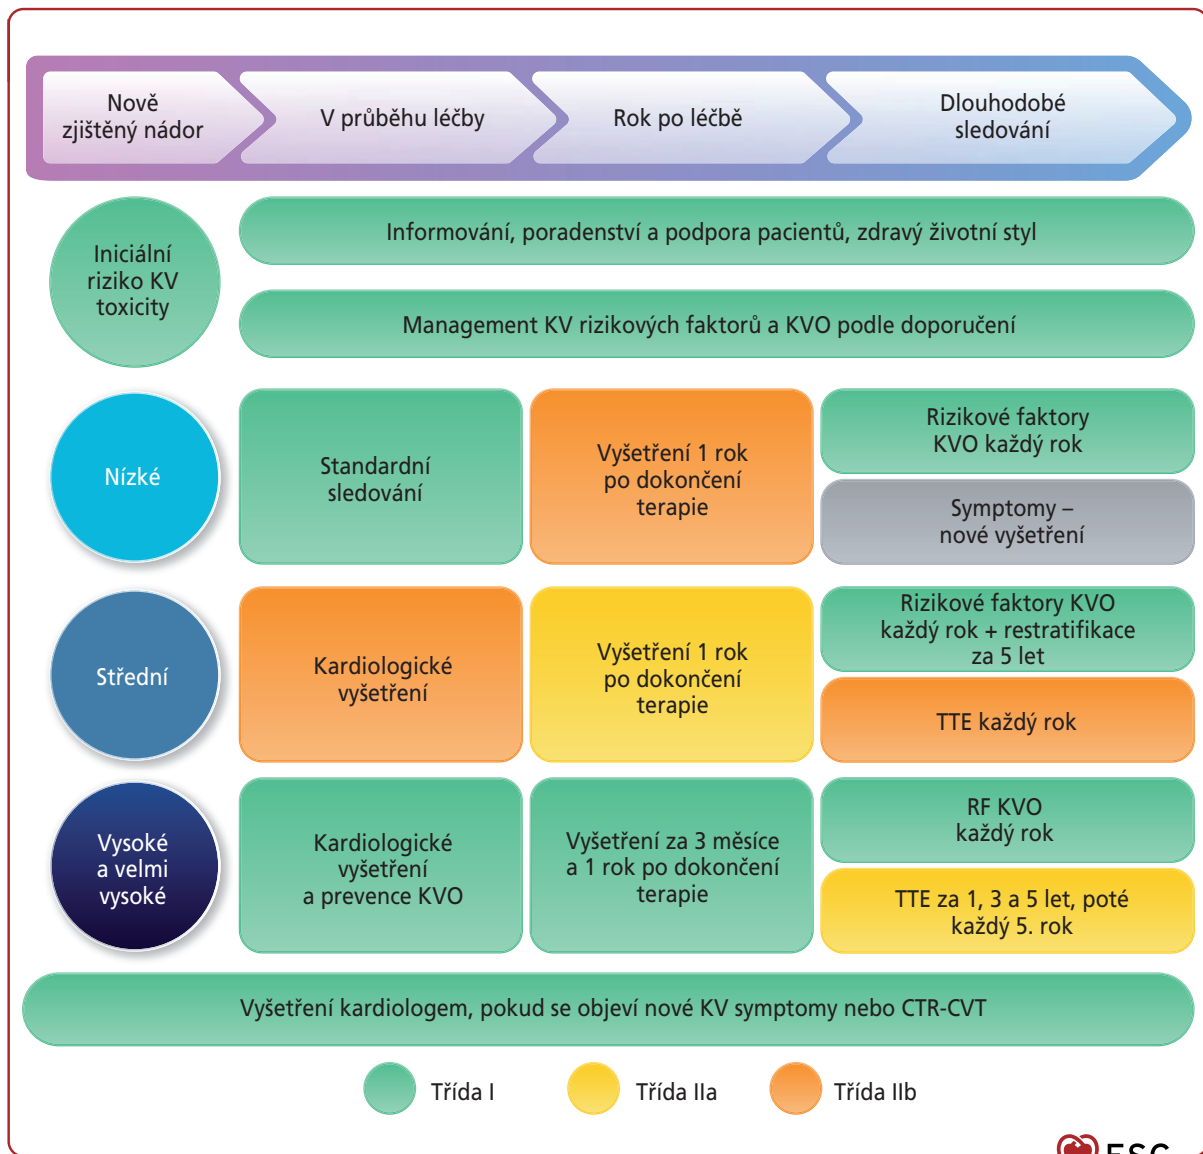 Nově
zjištěný nádor
V průběhu léčby
Rok po léčbě
Dlouhodobé
sledování
Iniciální
riziko KV
toxicity
Informování, poradenství a podpora pacientů, zdravý životní styl
Management KV rizikových faktorů a KVO podle doporučení
Nízké
Standardní
sledování
Vyšetření 1 rok
po dokončení
terapie
Rizikové faktory
KVO každý rok
Symptomy –
nové vyšetření
Střední
Kardiologické
vyšetření
Vyšetření 1 rok
po dokončení
terapie
Rizikové faktory KVO
každý rok + restratifikace
za 5 let
TTE každý rok
Vysoké
a velmi
vysoké
Kardiologické
vyšetření
a prevence KVO
Vyšetření za 3 měsíce
a 1 rok po dokončení
terapie
RF KVO
každý rok
TTE za 1, 3 a 5 let, poté
každý 5. rok
Vyšetření kardiologem, pokud se objeví nové KV symptomy nebo CTR-CVT
Třída I
Třída IIa
Třída IIb
ESC